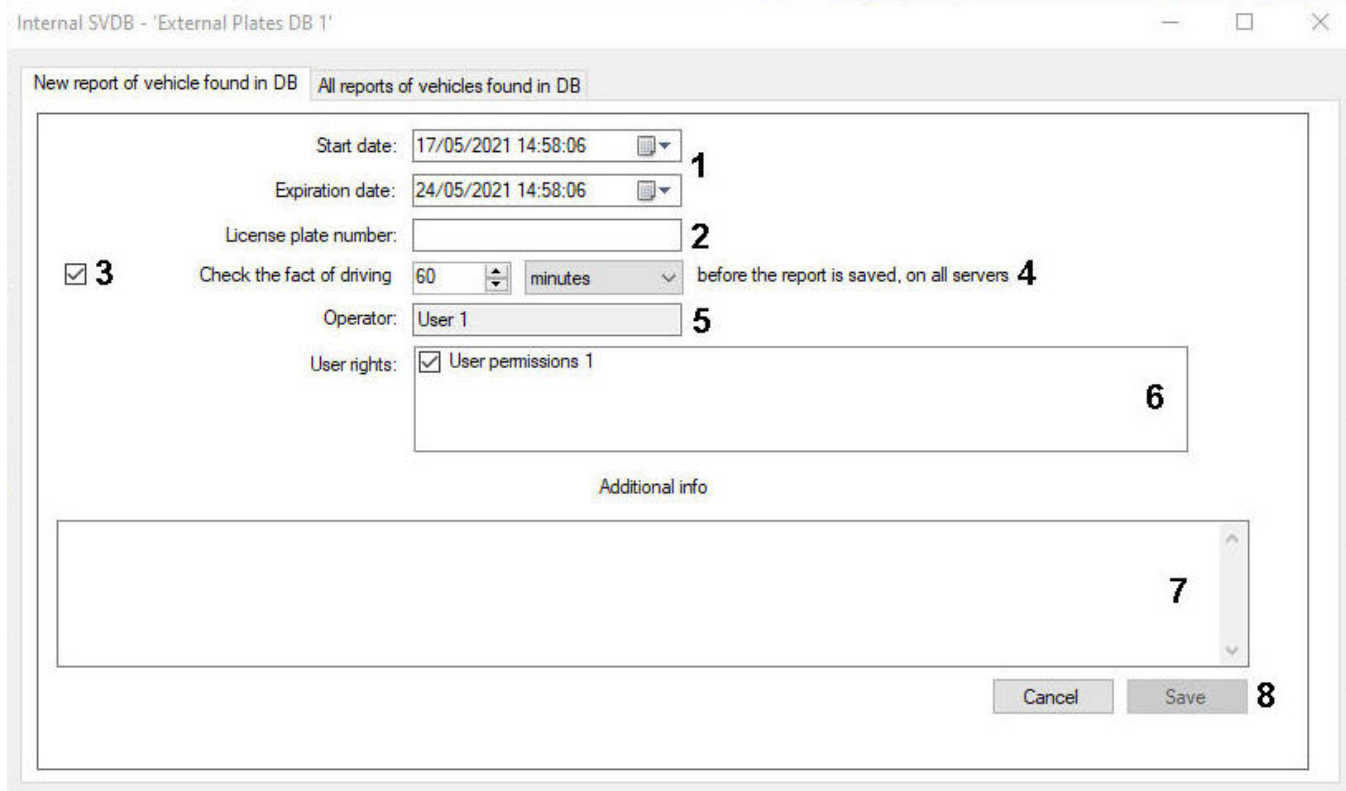 Internal SVDB - 'External Plates DB 1'
New report of vehicle found in DB All reports of vehicles found in DB
Start date: 17/05/2021 14:58:06
1
Expiration date: 24/05/2021 14:58:06
License plate number: 2
3 Check the fact of driving 60 minutes before the report is saved, on all servers 4
Operator: User 1 5
User rights: User permissions 1
6
Additional info
7
Cancel Save 8